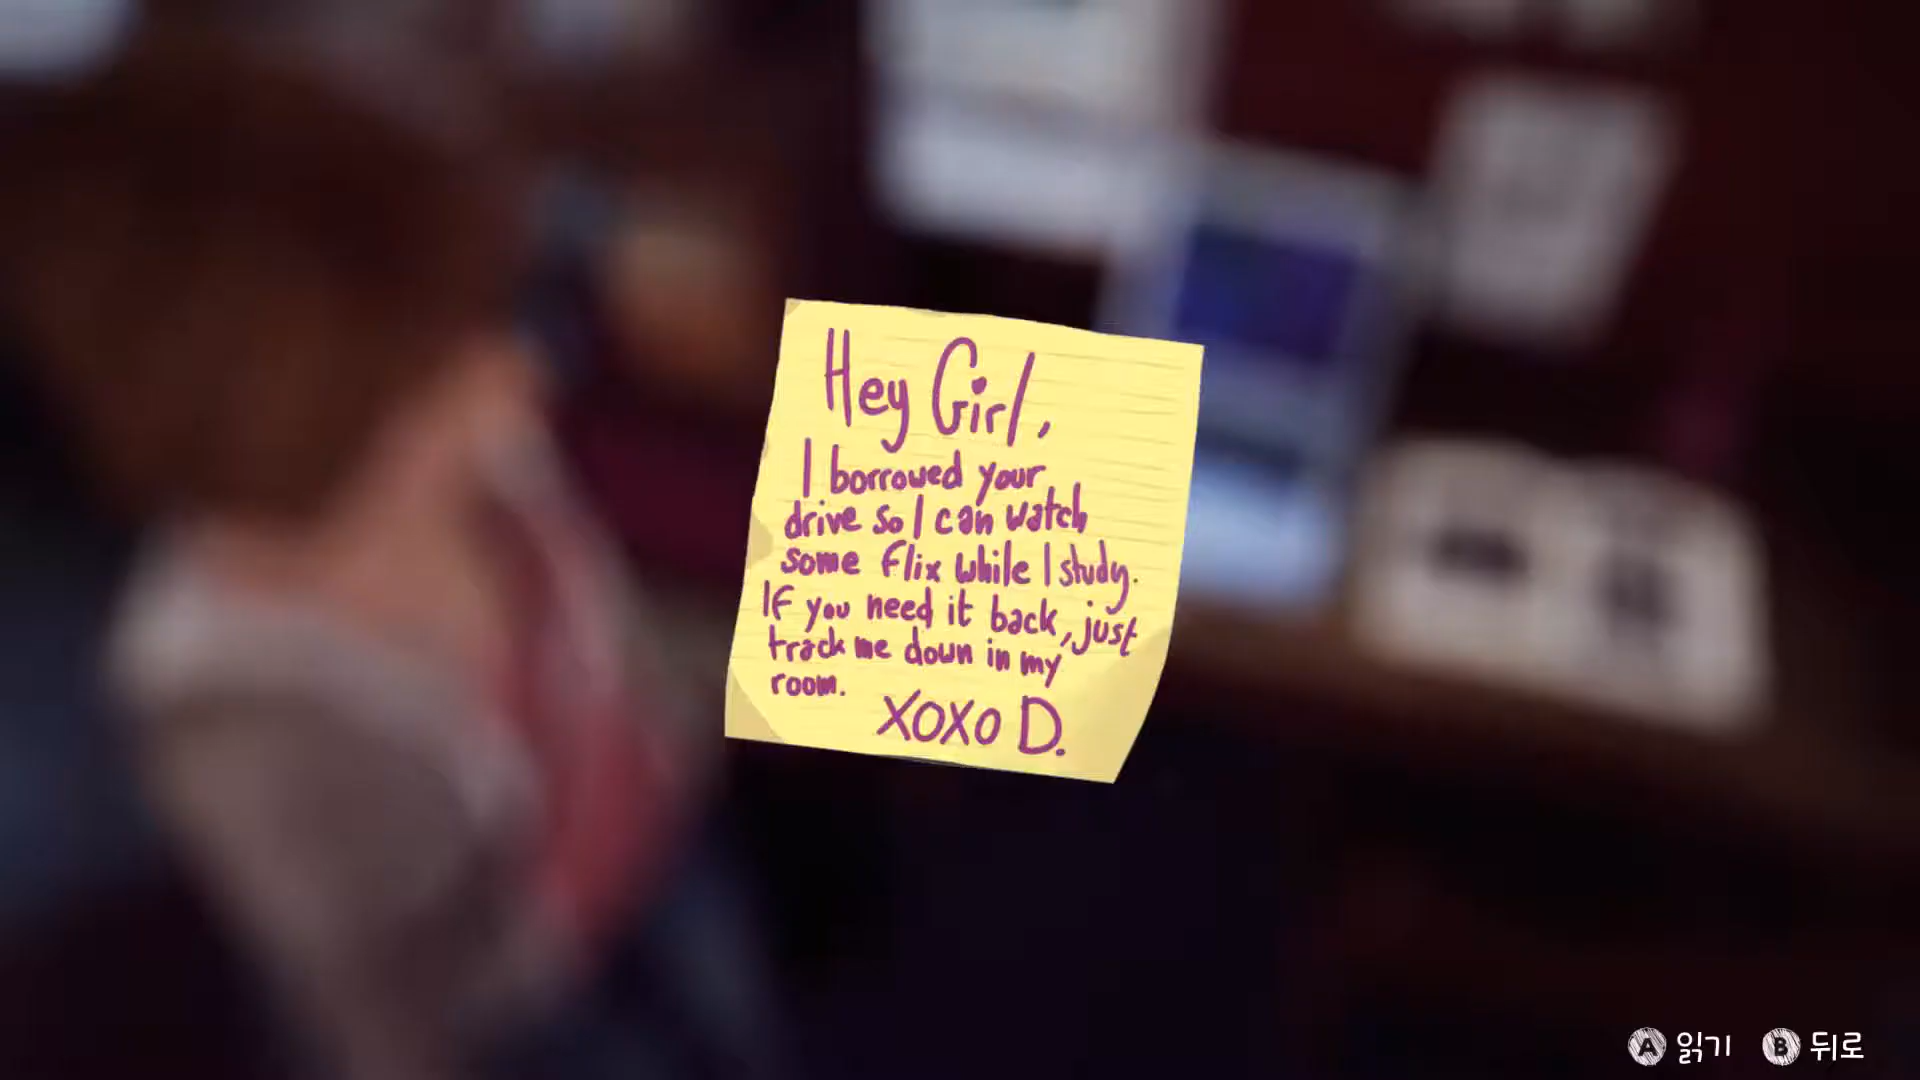 Hey Girl,
I borrowed your
drive so I can watch
some flix while I study.
If you need it back, just
track me down in my
room.
XOXO D.
A 읽기 B 뒤로